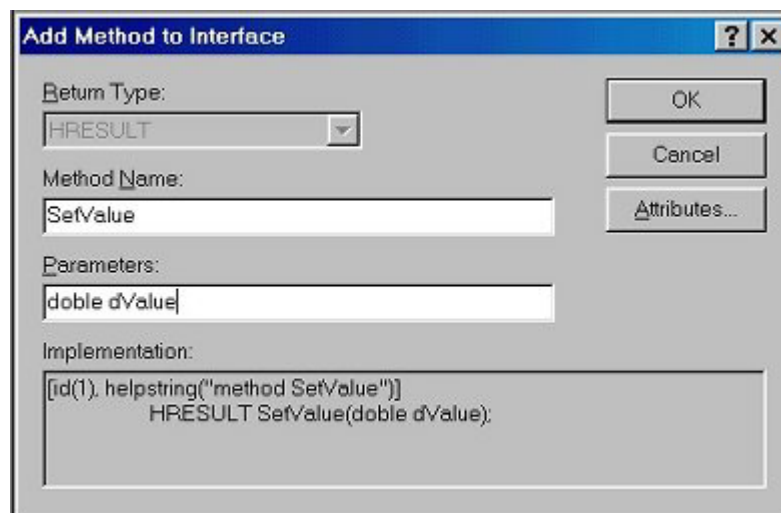 Add Method to Interface
Return Type:
HRESULT
OK
Cancel
Method Name:
SetValue
Attributes...
Parameters:
doble dValue
Implementation:
[id(1), helpstring("method SetValue")]
HRESULT SetValue(doble dValue);